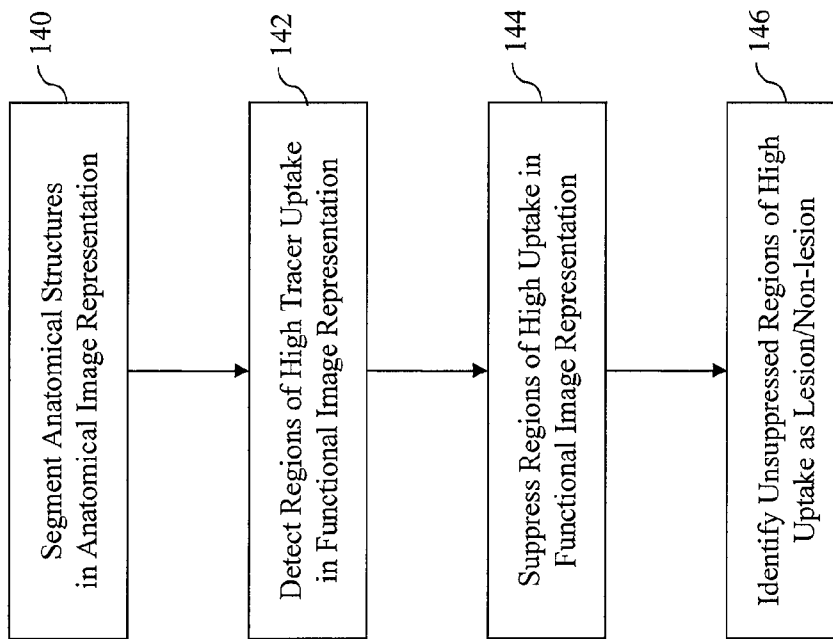 140
Segment Anatomical Structures
in Anatomical Image Representation
142
Detect Regions of High Tracer Uptake
in Functional Image Representation
144
Suppress Regions of High Uptake in
Functional Image Representation
146
Identify Unsuppressed Regions of High
Uptake as Lesion/Non-lesion